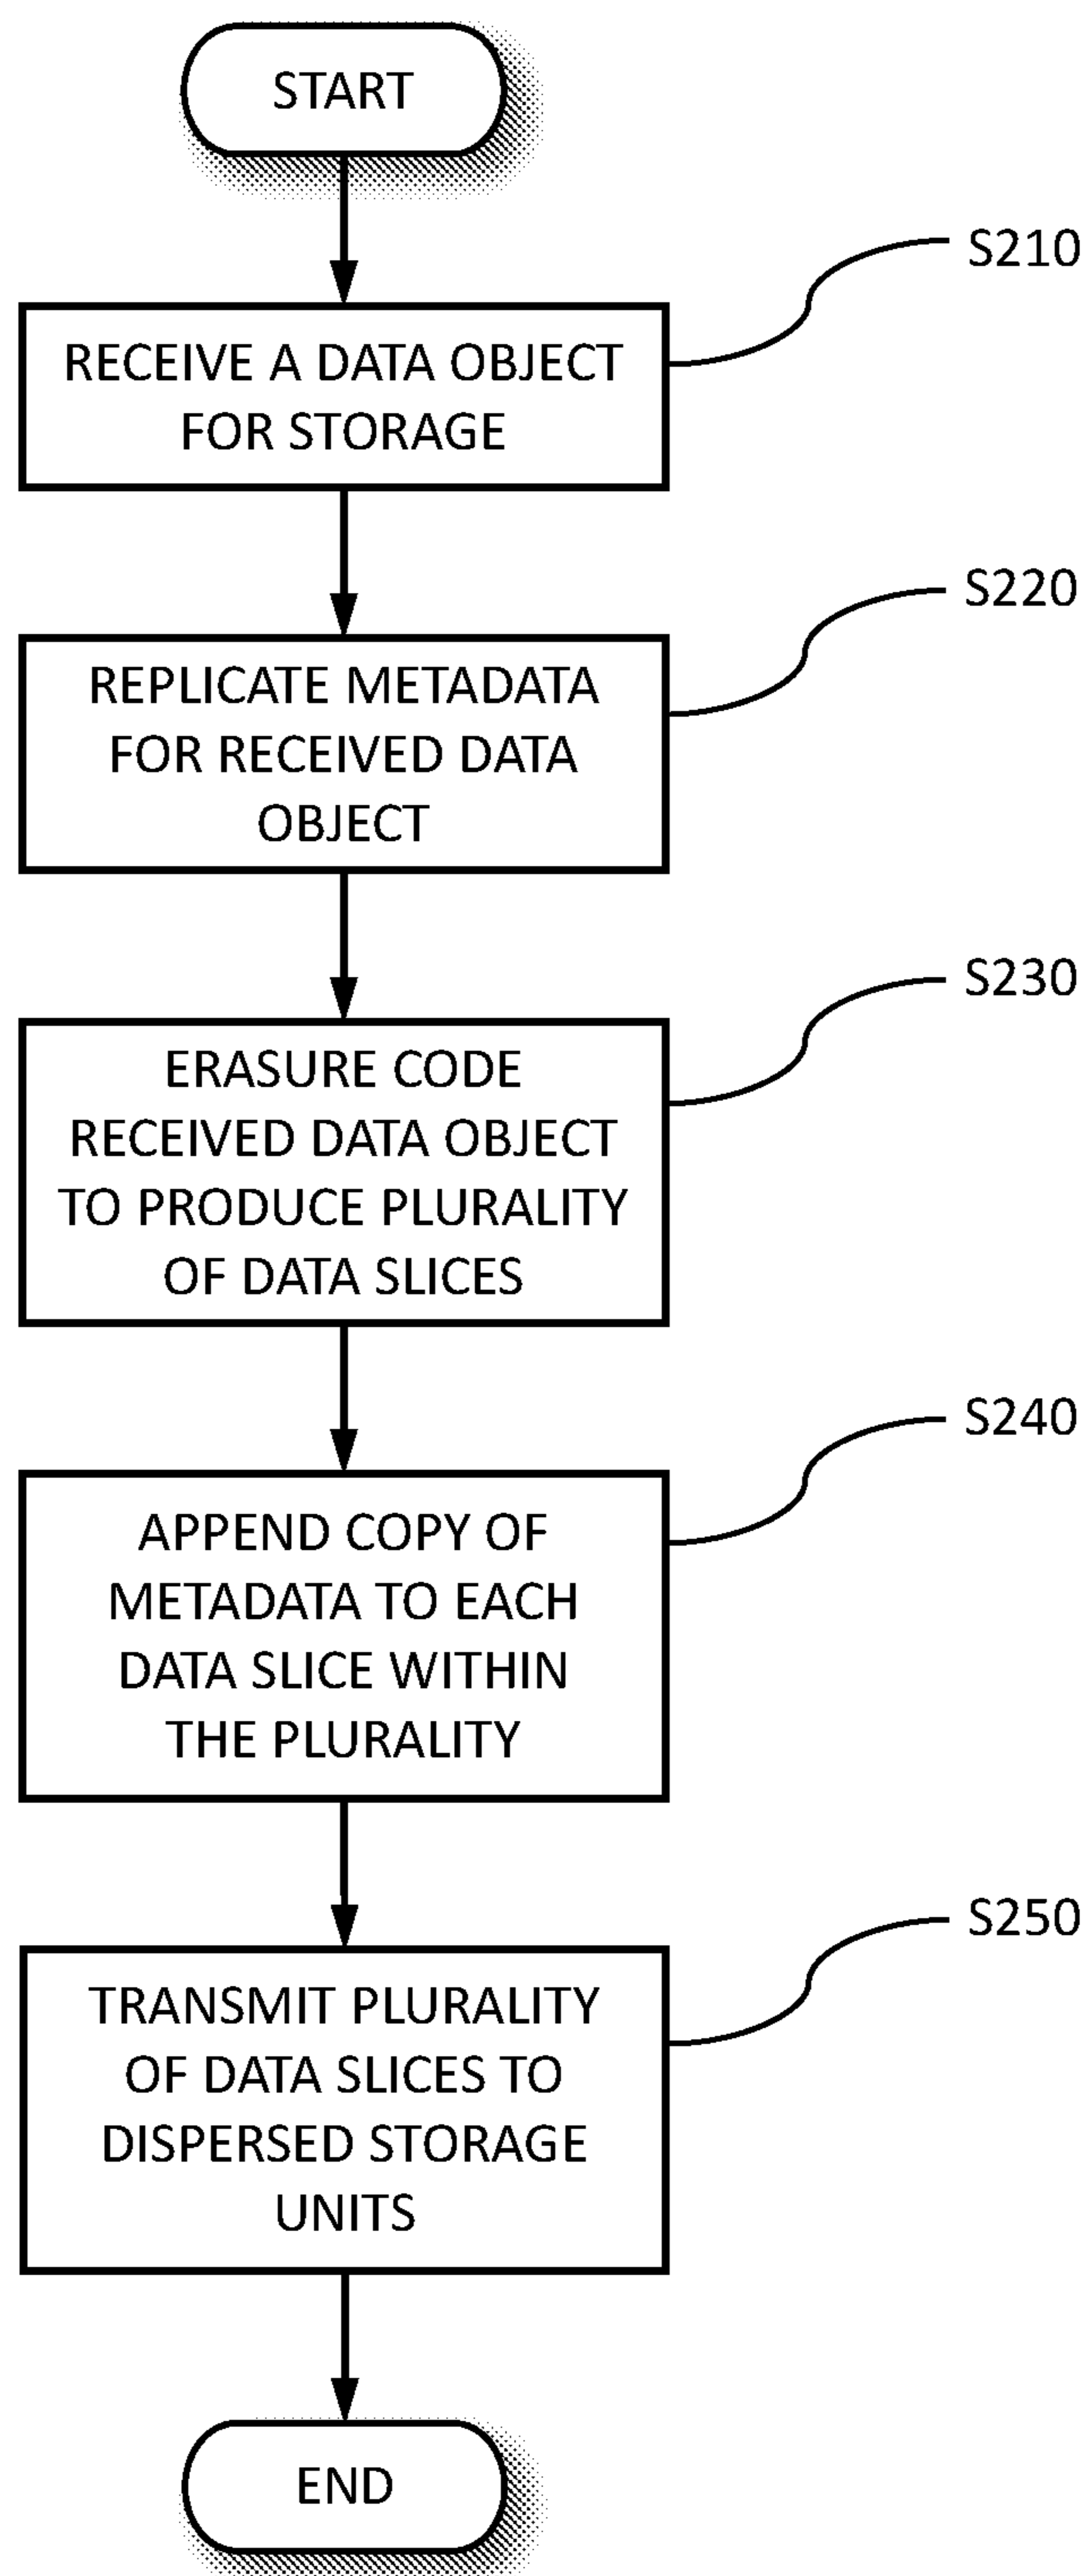 START
S210
RECEIVE A DATA OBJECT
FOR STORAGE
S220
REPLICATE METADATA
FOR RECEIVED DATA
OBJECT
S230
ERASURE CODE
RECEIVED DATA OBJECT
TO PRODUCE PLURALITY
OF DATA SLICES
S240
APPEND COPY OF
METADATA TO EACH
DATA SLICE WITHIN
THE PLURALITY
S250
TRANSMIT PLURALITY
OF DATA SLICES TO
DISPERSED STORAGE
UNITS
END